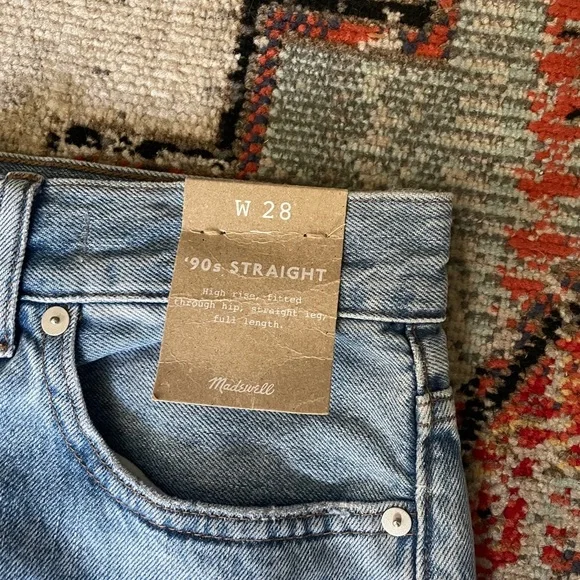 W 28
'90s STRAIGHT
High rise, fitted
through hip, straight leg,
full length.
Madewell